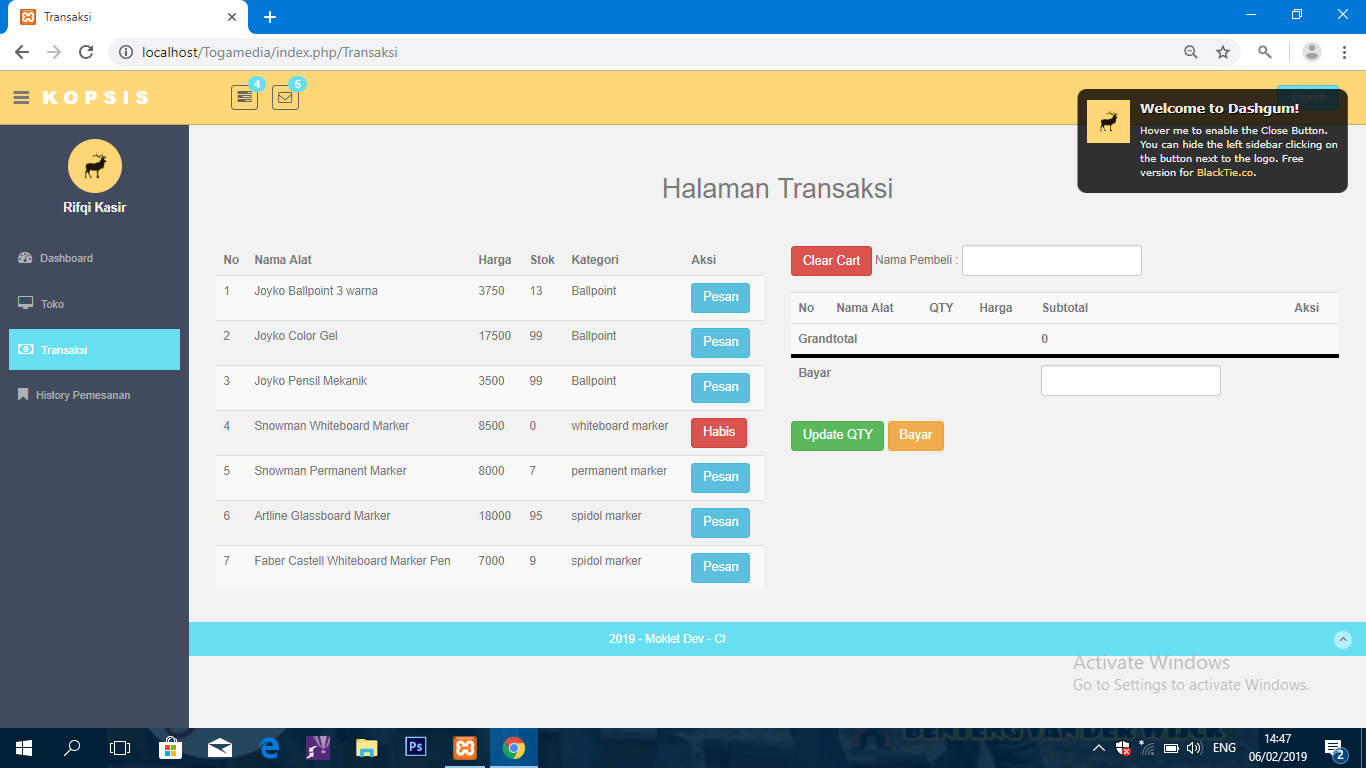 Transaksi
localhost/Togamedia/index.php/Transaksi
KOPSIS
4
5
Logout
Welcome to Dashgum!
Hover me to enable the Close Button.
You can hide the left sidebar clicking on
the button next to the logo. Free
version for BlackTie.co.
Rifqi Kasir
Dashboard
Toko
Transaksi
History Pemesanan
Halaman Transaksi
No Nama Alat Harga Stok Kategori Aksi
1 Joyko Ballpoint 3 warna 3750 13 Ballpoint Pesan
2 Joyko Color Gel 17500 99 Ballpoint Pesan
3 Joyko Pensil Mekanik 3500 99 Ballpoint Pesan
4 Snowman Whiteboard Marker 8500 0 whiteboard marker Habis
5 Snowman Permanent Marker 8000 7 permanent marker Pesan
6 Artline Glassboard Marker 18000 95 spidol marker Pesan
7 Faber Castell Whiteboard Marker Pen 7000 9 spidol marker Pesan
Clear Cart Nama Pembeli :
No Nama Alat QTY Harga Subtotal Aksi
Grandtotal 0
Bayar
Update QTY Bayar
2019 - Moklet Dev - CI
Activate Windows
Go to Settings to activate Windows.
Ps
ENG
14:47
06/02/2019
2